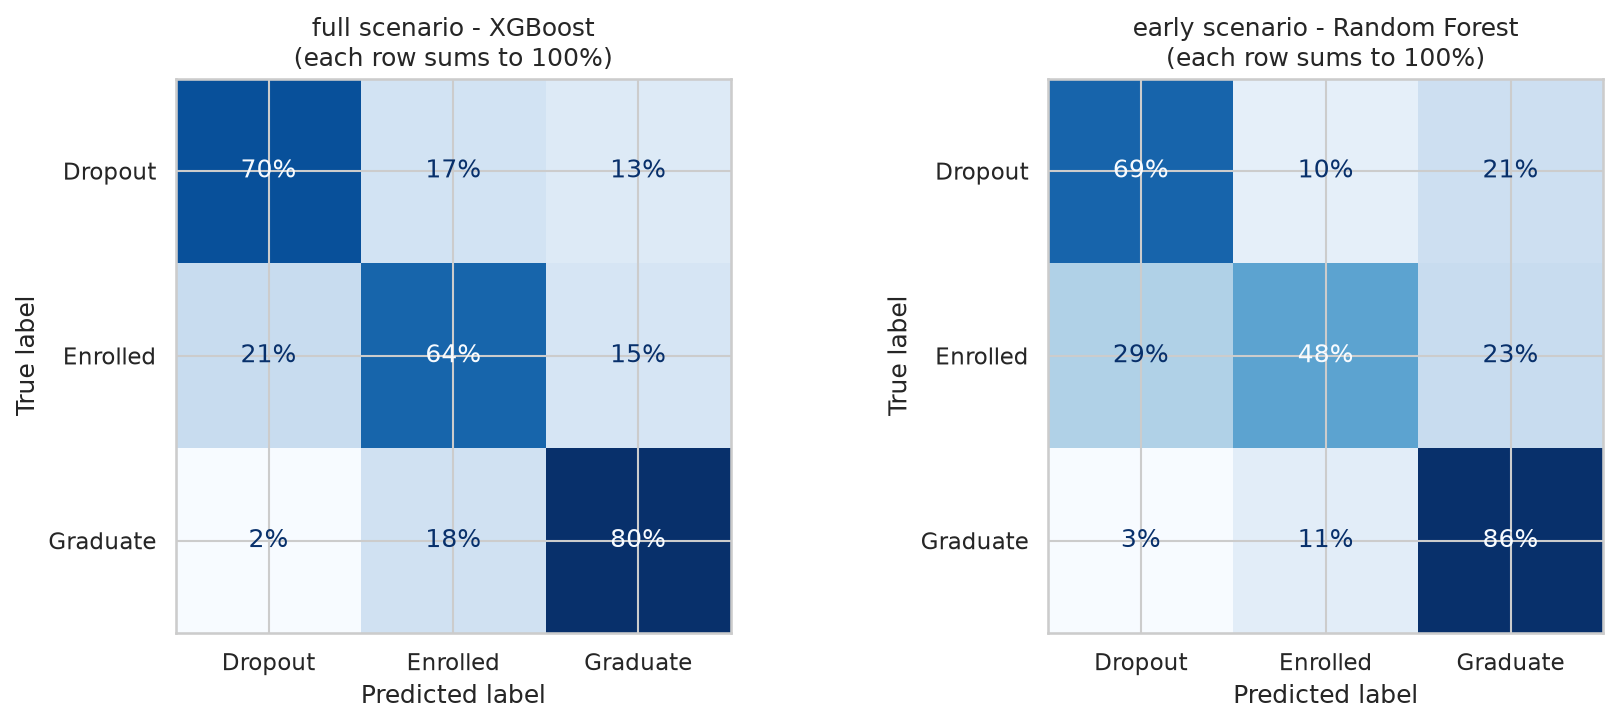 full scenario - XGBoost
(each row sums to 100%)
Dropout
70%
17%
13%
Enrolled
21%
64%
15%
Graduate
2%
18%
80%
True label
Dropout
Enrolled
Graduate
Predicted label
early scenario - Random Forest
(each row sums to 100%)
Dropout
69%
10%
21%
Enrolled
29%
48%
23%
Graduate
3%
11%
86%
True label
Dropout
Enrolled
Graduate
Predicted label